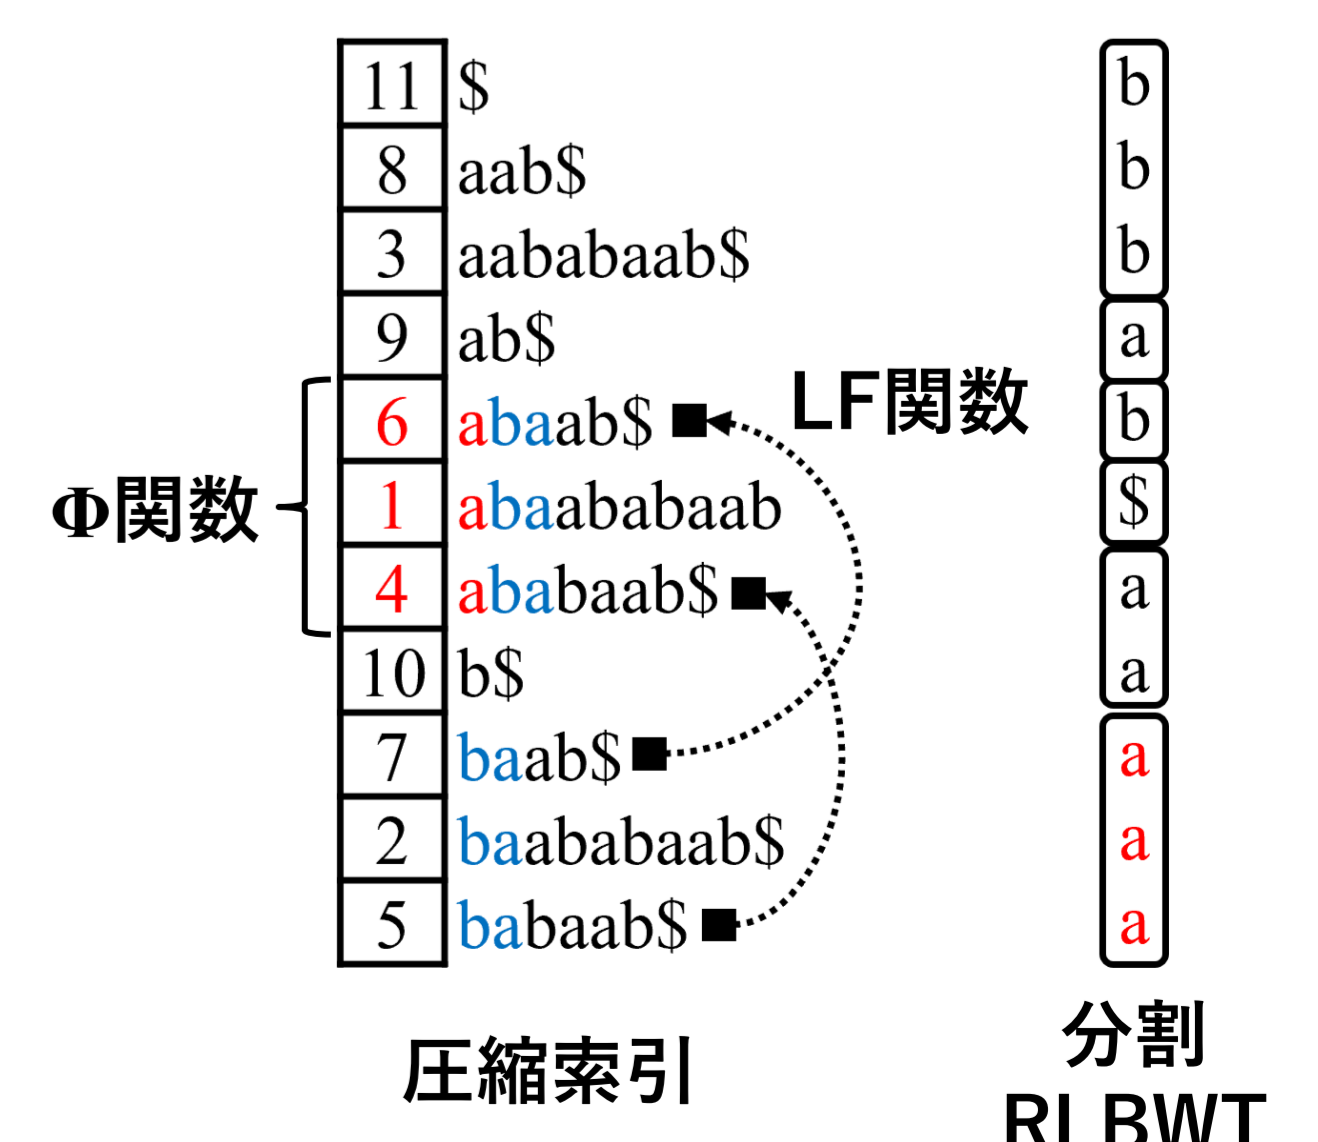 11 $ b
8 aab$ b
3 aababaab$ b
9 ab$ a
LF関数
6 abaab$ b
Φ関数
1 abaababaab $
4 ababaab$ a
10 b$ a
7 baab$ a
2 baababaab$ a
5 babaab$ a
圧縮索引
分割
RLBWT